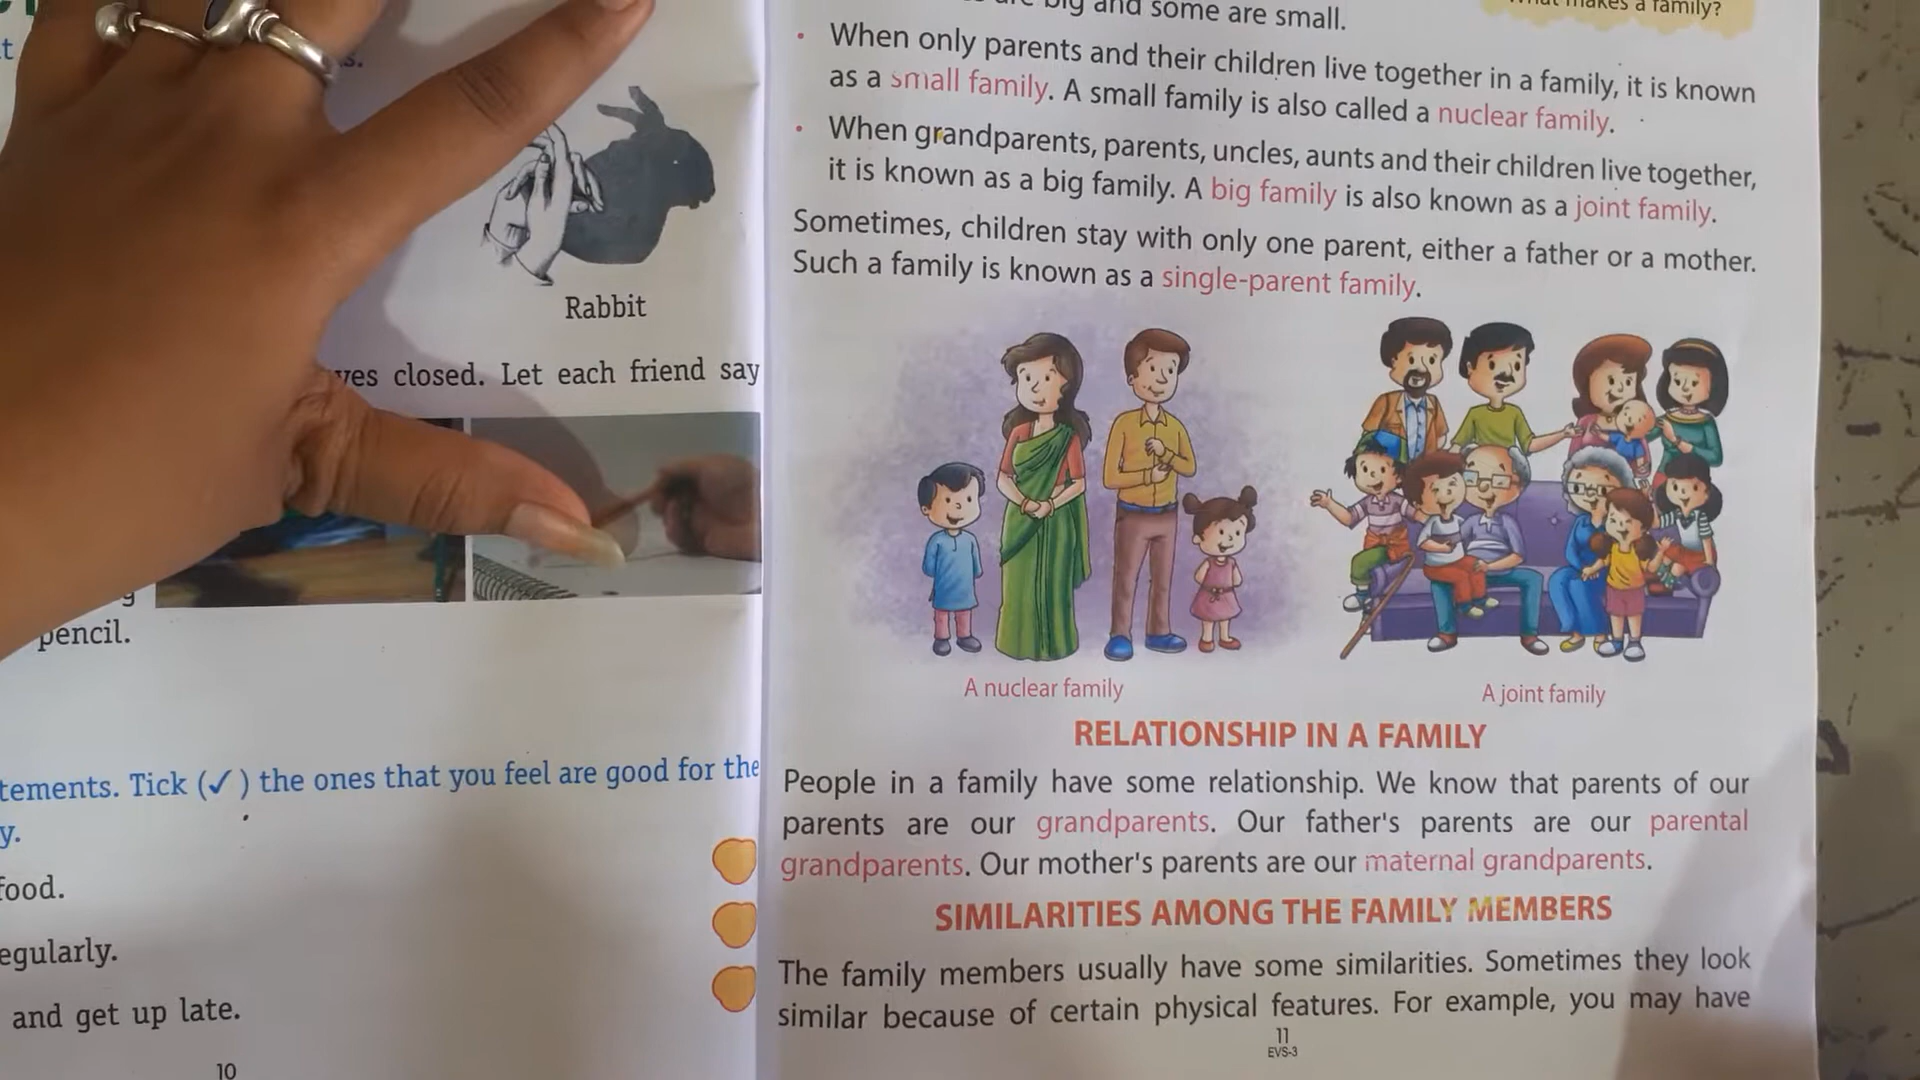 Rabbit
closed. Let each friend say
pencil.
Tick (✓) the ones that you feel are good for the
food.
and get up late.
10
and some are small.
makes a family?
• When only parents and their children live together in a family, it is known
as a small family. A small family is also called a nuclear family.
• When grandparents, parents, uncles, aunts and their children live together,
it is known as a big family. A big family is also known as a joint family.
Sometimes, children stay with only one parent, either a father or a mother.
Such a family is known as a single-parent family.
A nuclear family
A joint family
RELATIONSHIP IN A FAMILY
People in a family have some relationship. We know that parents of our
parents are our grandparents. Our father's parents are our parental
grandparents. Our mother's parents are our maternal grandparents.
SIMILARITIES AMONG THE FAMILY MEMBERS
The family members usually have some similarities. Sometimes they look
similar because of certain physical features. For example, you may have
11
EVS-3